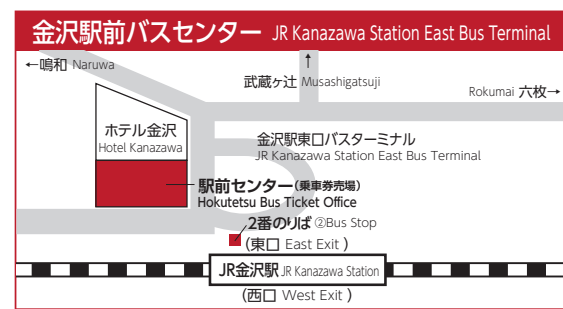 金沢駅前バスセンター JR Kanazawa Station East Bus Terminal
←鳴和 Naruwa
↑
武蔵ヶ辻 Musashigatsuji
Rokumai 六枚→
ホテル金沢
Hotel Kanazawa
金沢駅東口バスターミナル
JR Kanazawa Station East Bus Terminal
駅前センター(乗車券売場)
Hokutetsu Bus Ticket Office
2番のりば ②Bus Stop
(東口 East Exit )
JR金沢駅 JR Kanazawa Station
(西口 West Exit )